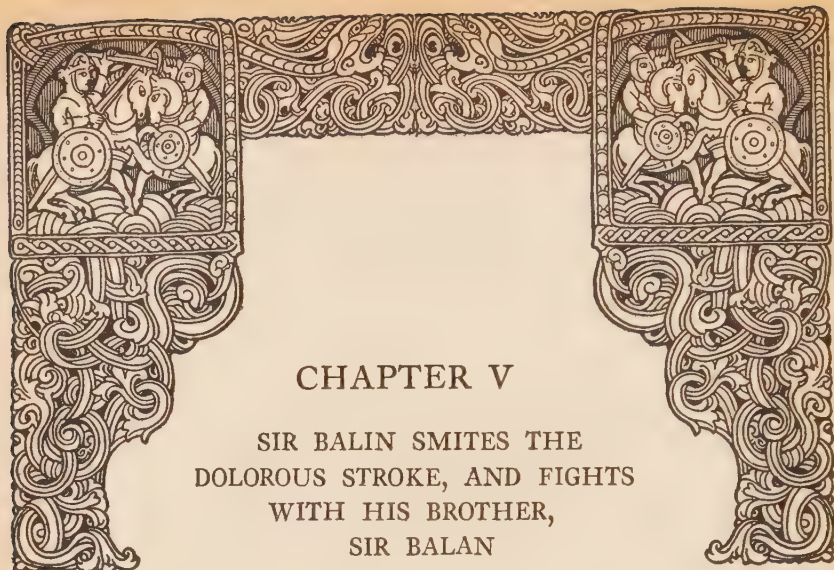 CHAPTER V
SIR BALIN SMITES THE
DOLOROUS STROKE, AND FIGHTS
WITH HIS BROTHER,
SIR BALAN